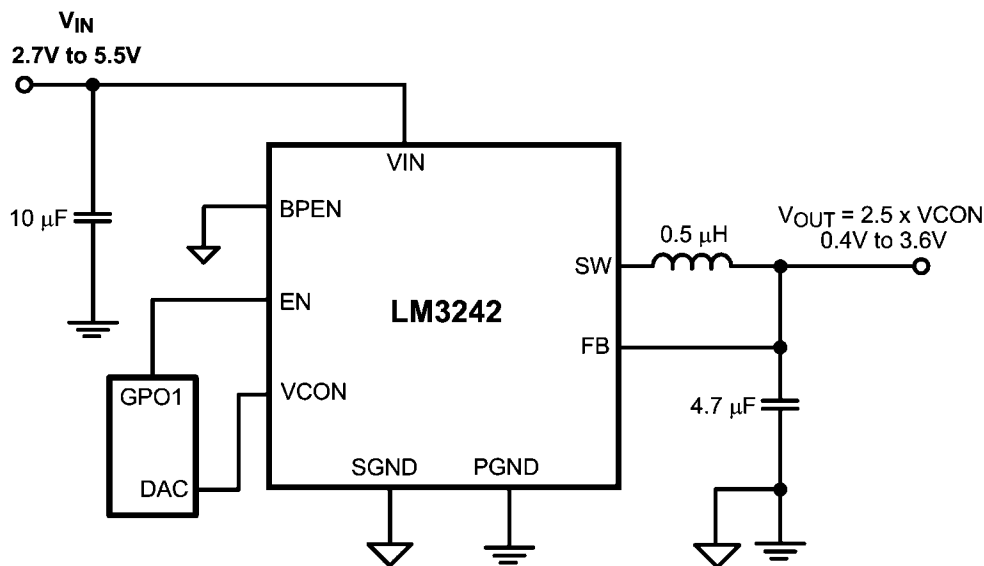 VIN
2.7V to 5.5V
VIN
10 μF
BPEN
VOUT = 2.5 x VCON
0.4V to 3.6V
0.5 μH
SW
EN
LM3242
FB
GPO1
VCON
4.7 μF
DAC
SGND
PGND